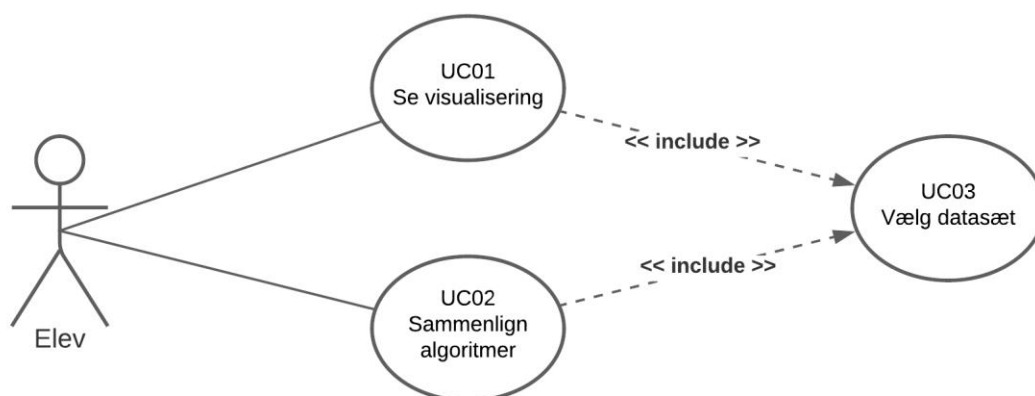 UC01
Se visualisering
<< include >>
UC03
Vælg datasæt
<< include >>
UC02
Sammenlign
algoritmer
Elev